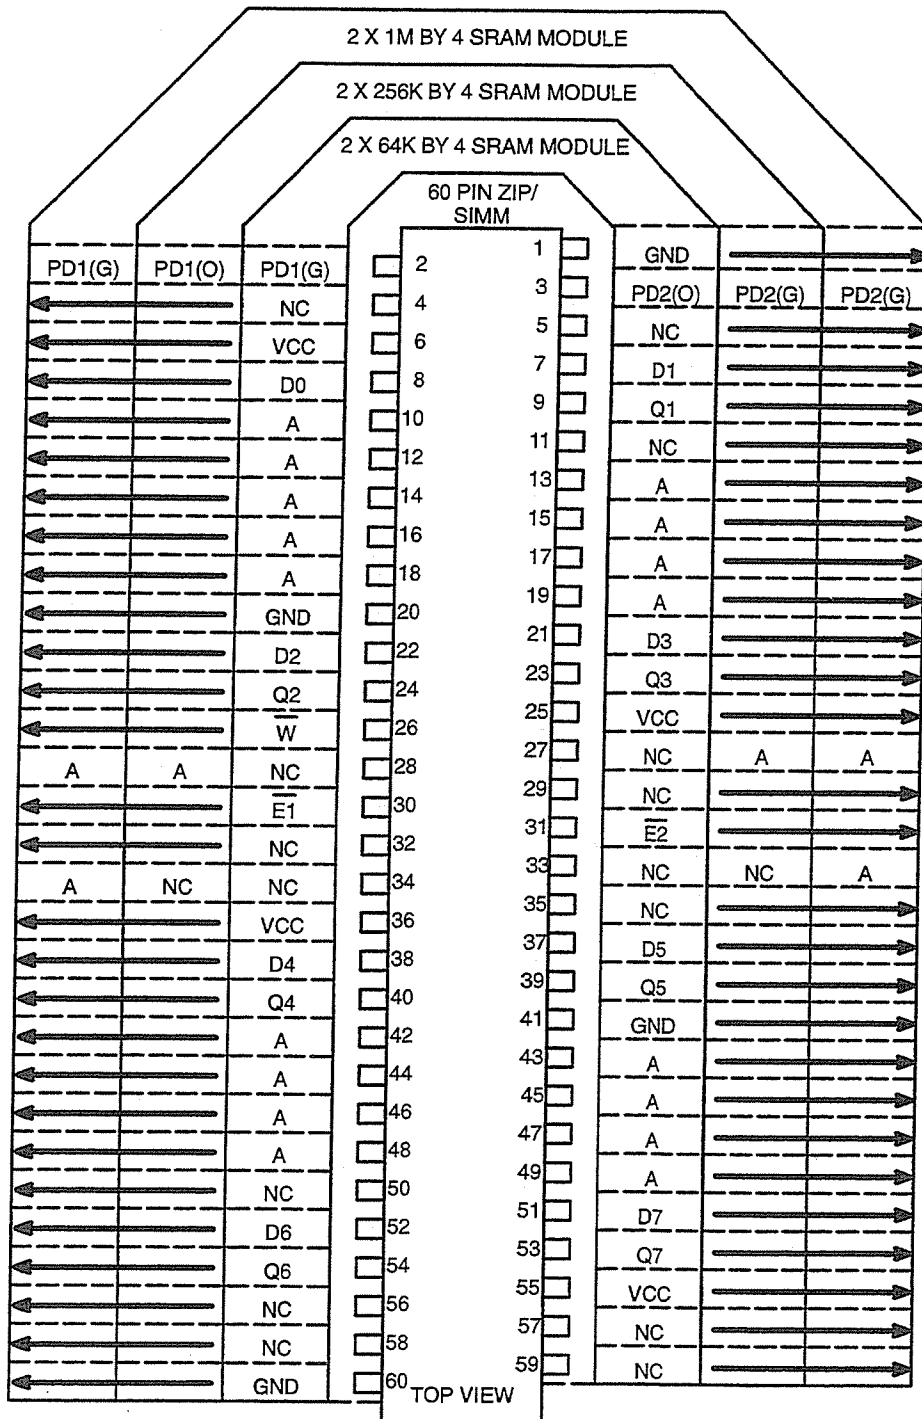 2 X 1M BY 4 SRAM MODULE
2 X 256K BY 4 SRAM MODULE
2 X 64K BY 4 SRAM MODULE
60 PIN ZIP/
SIMM
1 GND
PD1(G) PD1(O) PD1(G) 2
3 PD2(O) PD2(G) PD2(G)
NC 4
5 NC
VCC 6
7 D1
D0 8
9 Q1
A 10
11 NC
A 12
13 A
A 14
15 A
A 16
17 A
A 18
19 A
GND 20
21 D3
D2 22
23 Q3
Q2 24
25 VCC
W̅ 26
27 NC A A
A A NC 28
29 NC
E̅1̅ 30
31 E̅2̅
NC 32
33 NC NC A
A NC NC 34
35 NC
VCC 36
37 D5
D4 38
39 Q5
Q4 40
41 GND
A 42
43 A
A 44
45 A
A 46
47 A
A 48
49 A
NC 50
51 D7
D6 52
53 Q7
Q6 54
55 VCC
NC 56
57 NC
NC 58
59 NC
GND 60
TOP VIEW